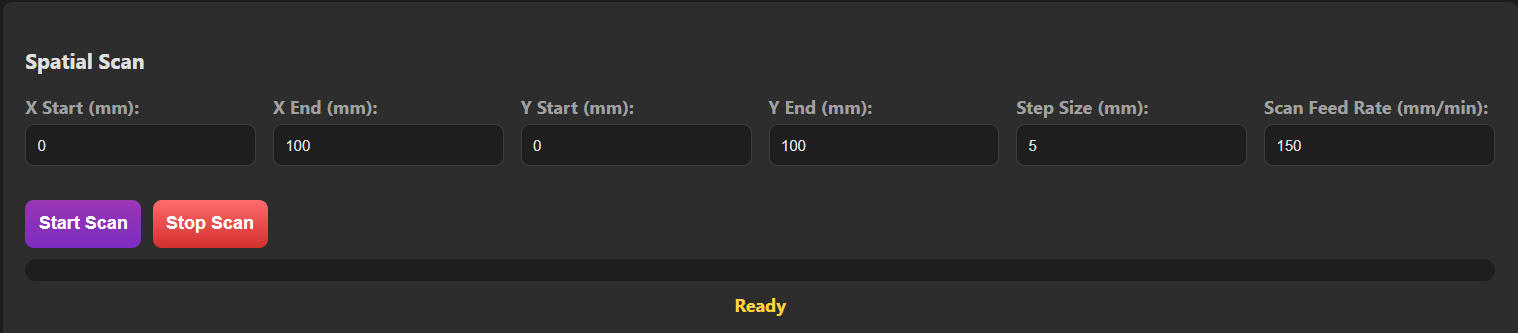 Spatial Scan
X Start (mm): X End (mm): Y Start (mm): Y End (mm): Step Size (mm): Scan Feed Rate (mm/min):
0 100 0 100 5 150
Start Scan Stop Scan
Ready